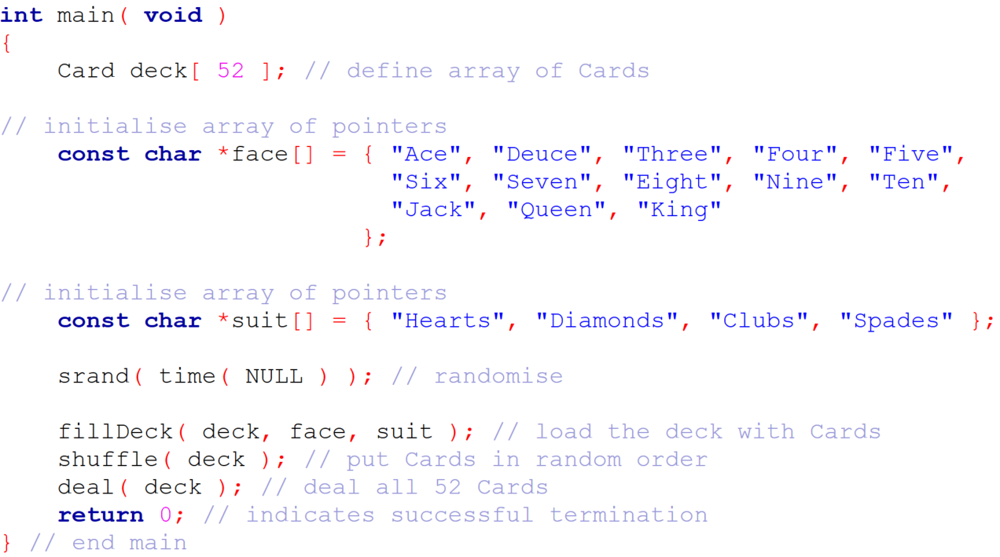 int main( void )
{
    Card deck[ 52 ]; // define array of Cards
// initialise array of pointers
    const char *face[] = { "Ace", "Deuce", "Three", "Four", "Five",
                           "Six", "Seven", "Eight", "Nine", "Ten",
                           "Jack", "Queen", "King"
                         };
// initialise array of pointers
    const char *suit[] = { "Hearts", "Diamonds", "Clubs", "Spades" };
    srand( time( NULL ) ); // randomise
    fillDeck( deck, face, suit ); // load the deck with Cards
    shuffle( deck ); // put Cards in random order
    deal( deck ); // deal all 52 Cards
    return 0; // indicates successful termination
} // end main